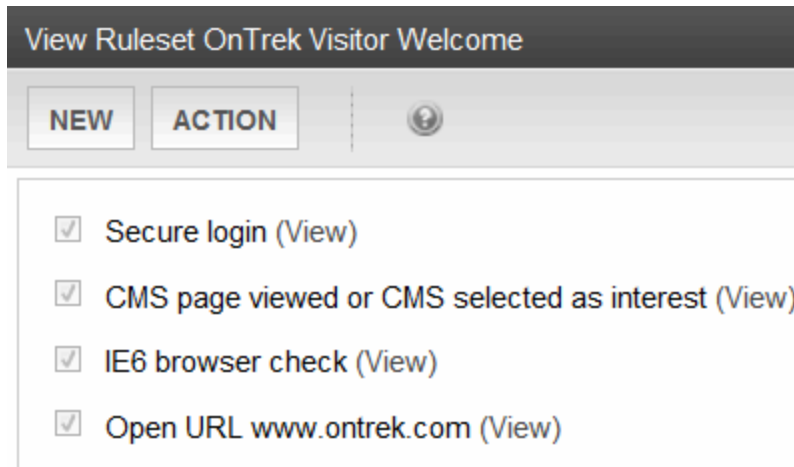 View Ruleset OnTrek Visitor Welcome
NEW ACTION
Secure login (View)
CMS page viewed or CMS selected as interest (View)
IE6 browser check (View)
Open URL www.ontrek.com (View)